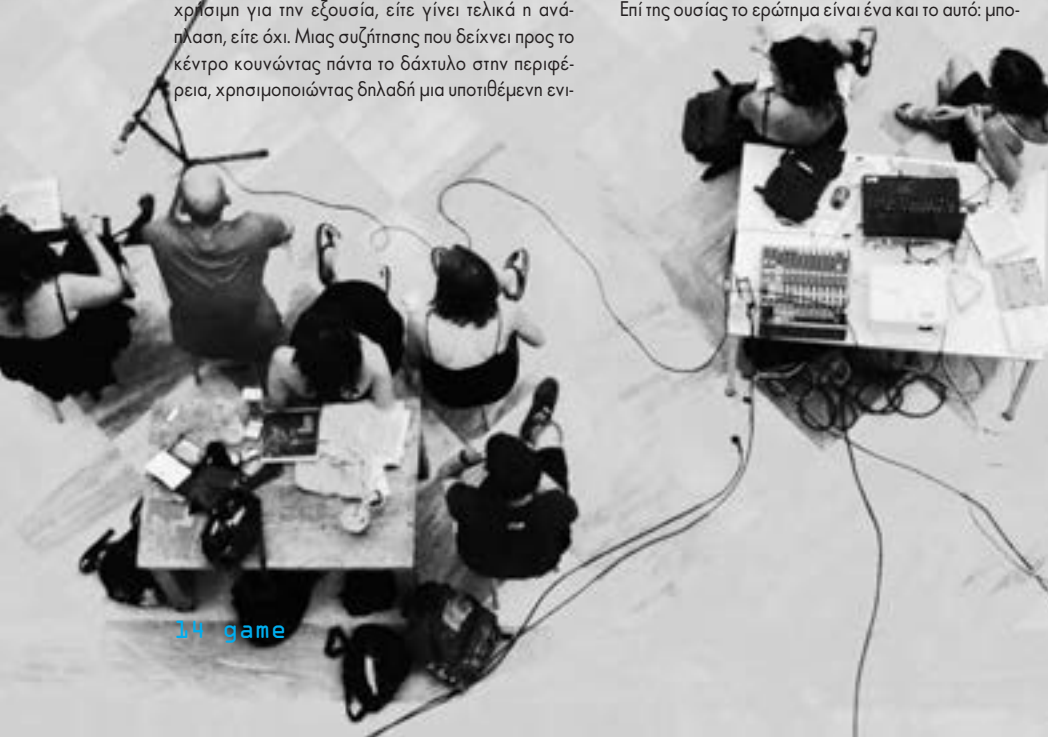 χρήσιμη για την εξουσία, είτε γίνει τελικά η ανά-
πλαση, είτε όχι. Μιας συζήτησης που δείχνει προς το
κέντρο κουνώντας πάντα το δάχτυλο στην περιφέ-
ρεια, χρησιμοποιώντας δηλαδή μια υποτιθέμενη ενι-
Επί της ουσίας το ερώτημα είναι ένα και το αυτό: μπο-
14 game